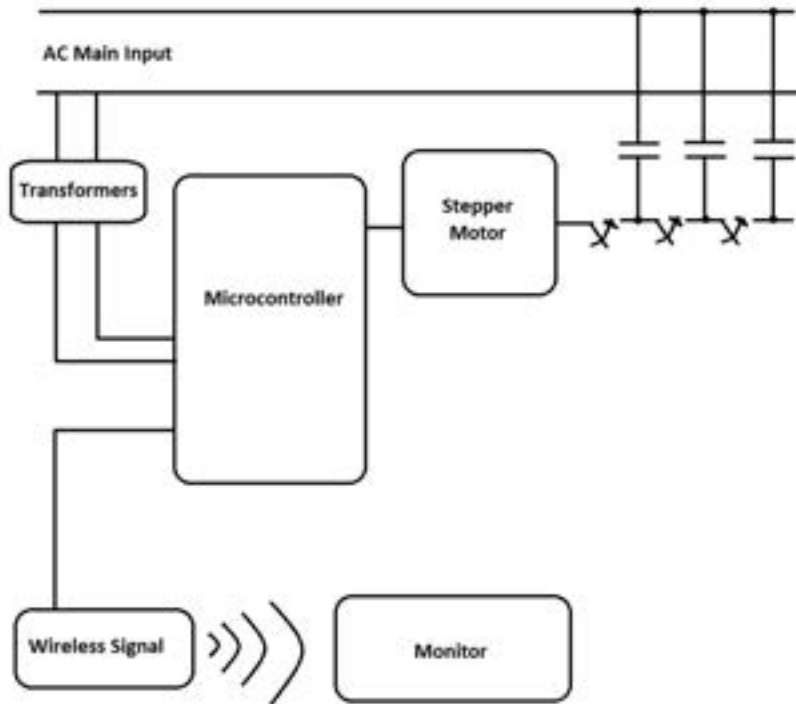 AC Main Input
Transformers
Stepper
Motor
Microcontroller
Wireless Signal
Monitor